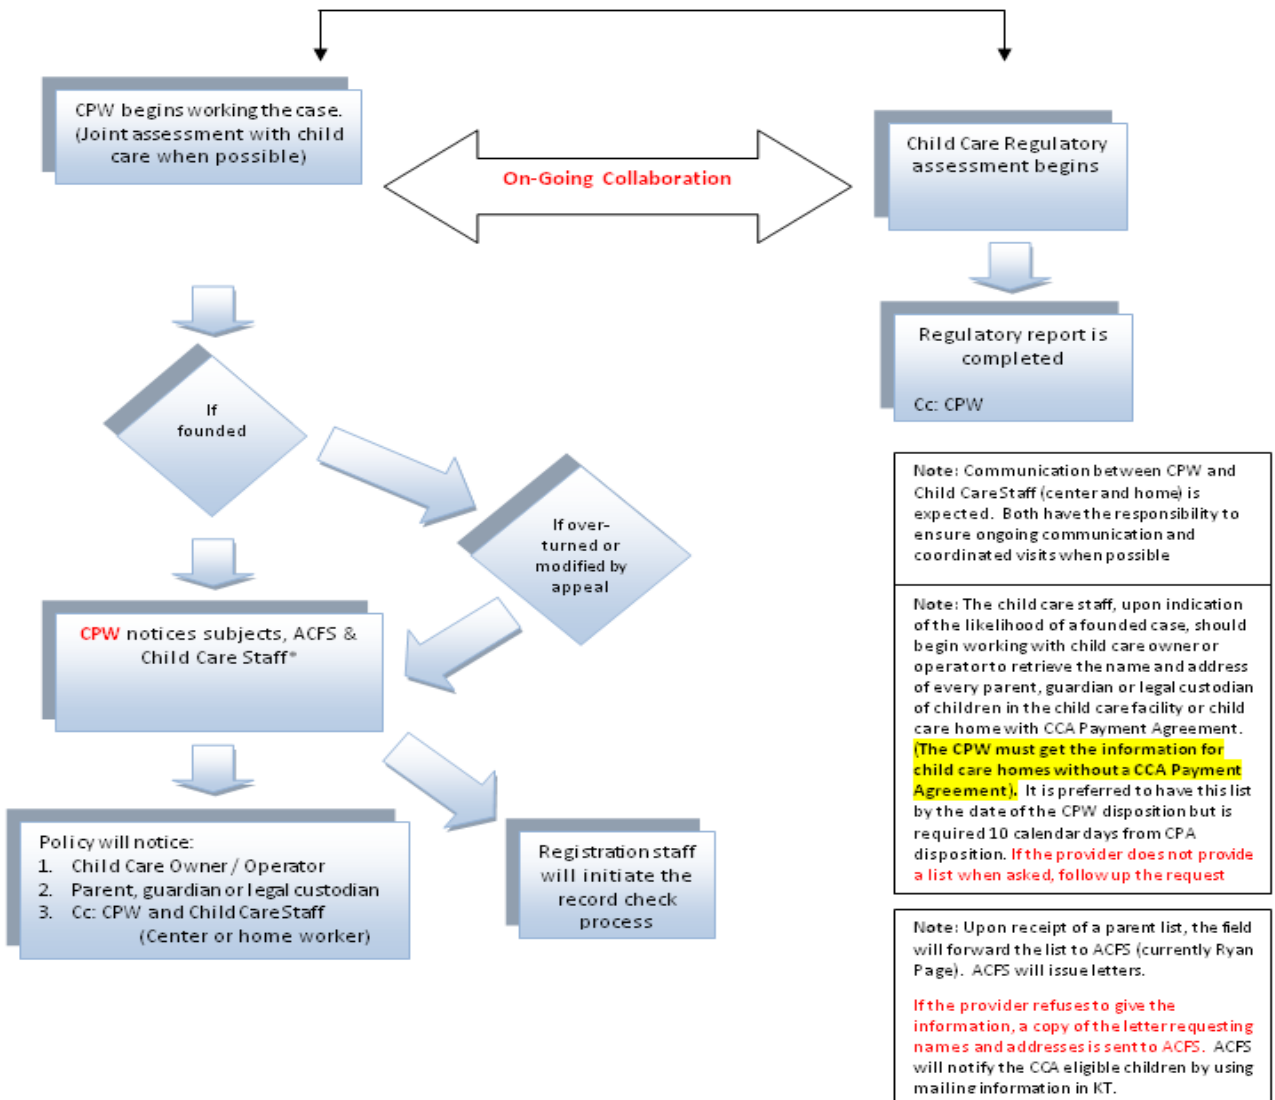 CPW begins working the case.
(Joint assessment with child
care when possible)
On-Going Collaboration
Child Care Regulatory
assessment begins
Regulatory report is
completed
Cc: CPW
If
founded
If over-
turned or
modified by
appeal
CPW notices subjects, ACFS &
Child Care Staff*
Policy will notice:
1. Child Care Owner / Operator
2. Parent, guardian or legal custodian
3. Cc: CPW and Child Care Staff
(Center or home worker)
Registration staff
will initiate the
record check
process
Note: Communication between CPW and
Child Care Staff (center and home) is
expected. Both have the responsibility to
ensure ongoing communication and
coordinated visits when possible
Note: The child care staff, upon indication
of the likelihood of a founded case, should
begin working with child care owner or
operator to retrieve the name and address
of every parent, guardian or legal custodian
of children in the child care facility or child
care home with CCA Payment Agreement.
(The CPW must get the information for
child care homes without a CCA Payment
Agreement). It is preferred to have this list
by the date of the CPW disposition but is
required 10 calendar days from CPA
disposition. If the provider does not provide
a list when asked, follow up the request
Note: Upon receipt of a parent list, the field
will forward the list to ACFS (currently Ryan
Page). ACFS will issue letters.
If the provider refuses to give the
information, a copy of the letter requesting
names and addresses is sent to ACFS. ACFS
will notify the CCA eligible children by using
mailing information in KT.